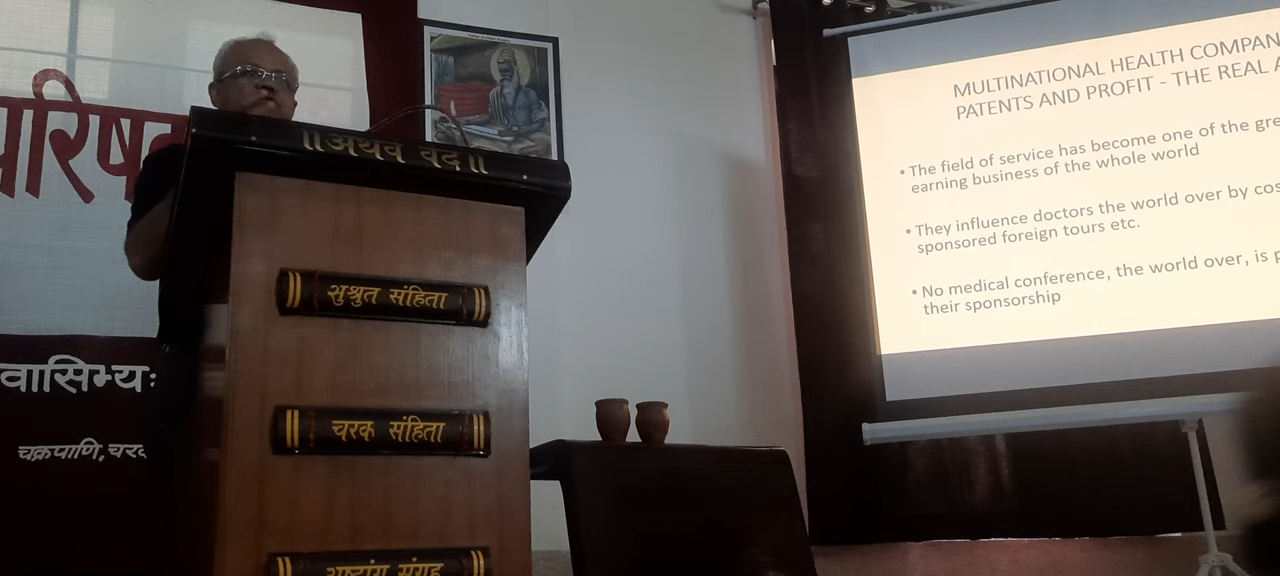 परिषद
वासिभ्यः
चक्रपाणि, चरक
॥अथर्व वेद॥
सुश्रुत संहिता
चरक संहिता
अष्टांग संग्रह
MULTINATIONAL HEALTH COMPAN
PATENTS AND PROFIT - THE REAL A
• The field of service has become one of the gre
earning business of the whole world
• They influence doctors the world over by cos
sponsored foreign tours etc.
• No medical conference, the world over, is p
their sponsorship